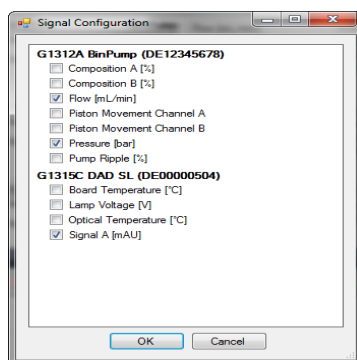 Signal Configuration
G1312A BinPump (DE12345678)
Composition A [%]
Composition B [%]
Flow [mL/min]
Piston Movement Channel A
Piston Movement Channel B
Pressure [bar]
Pump Ripple [%]
G1315C DAD SL (DE00000504)
Board Temperature [°C]
Lamp Voltage [V]
Optical Temperature [°C]
Signal A [mAU]
OK Cancel